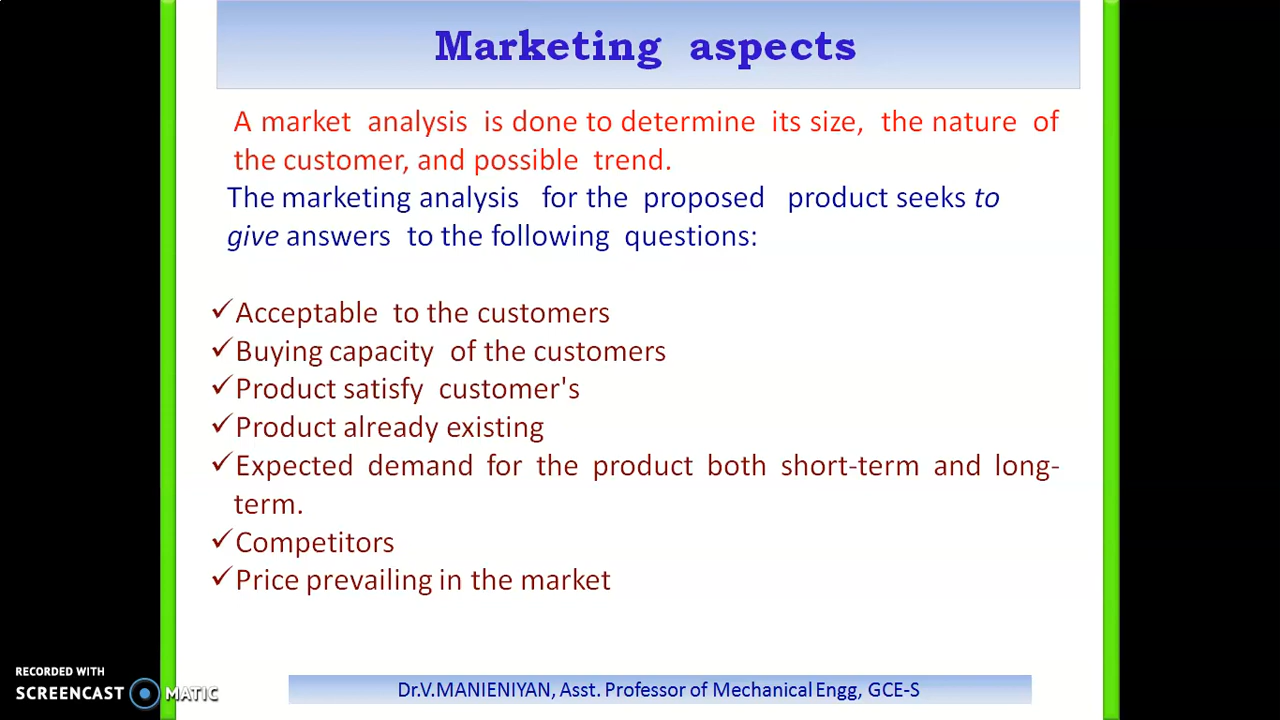 Marketing aspects
A market analysis is done to determine its size, the nature of
the customer, and possible trend.
The marketing analysis for the proposed product seeks to
give answers to the following questions:
✓Acceptable to the customers
✓Buying capacity of the customers
✓Product satisfy customer's
✓Product already existing
✓Expected demand for the product both short-term and long-
term.
✓Competitors
✓Price prevailing in the market
RECORDED WITH
SCREENCAST MATIC
Dr.V.MANIENIYAN, Asst. Professor of Mechanical Engg, GCE-S